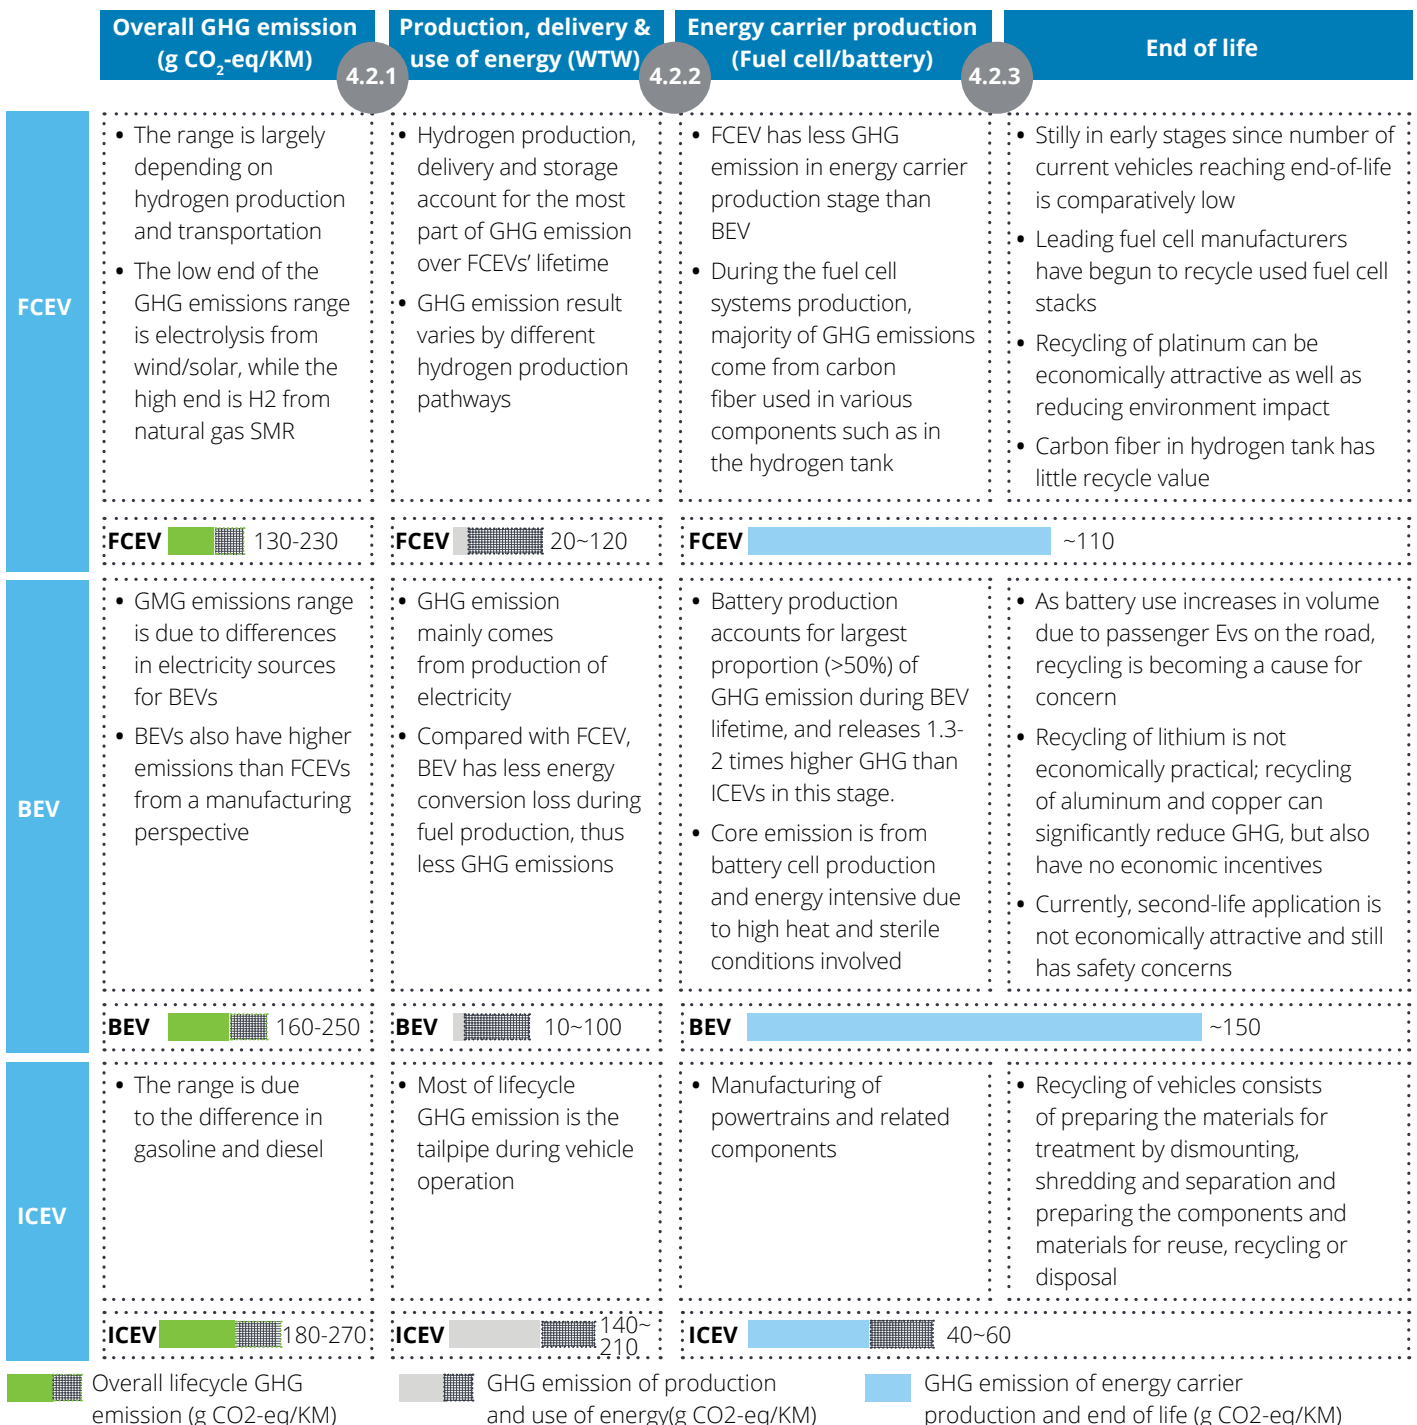 Overall GHG emission
(g CO2-eq/KM)
4.2.1
Production, delivery &
use of energy (WTW)
4.2.2
Energy carrier production
(Fuel cell/battery)
4.2.3
End of life
FCEV
• The range is largely
depending on
hydrogen production
and transportation
• The low end of the
GHG emissions range
is electrolysis from
wind/solar, while the
high end is H2 from
natural gas SMR
• Hydrogen production,
delivery and storage
account for the most
part of GHG emission
over FCEVs' lifetime
• GHG emission result
varies by different
hydrogen production
pathways
• FCEV has less GHG
emission in energy carrier
production stage than
BEV
• During the fuel cell
systems production,
majority of GHG emissions
come from carbon
fiber used in various
components such as in
the hydrogen tank
• Stilly in early stages since number of
current vehicles reaching end-of-life
is comparatively low
• Leading fuel cell manufacturers
have begun to recycle used fuel cell
stacks
• Recycling of platinum can be
economically attractive as well as
reducing environment impact
• Carbon fiber in hydrogen tank has
little recycle value
FCEV 130-230
FCEV 20~120
FCEV ~110
BEV
• GMG emissions range
is due to differences
in electricity sources
for BEVs
• BEVs also have higher
emissions than FCEVs
from a manufacturing
perspective
• GHG emission
mainly comes
from production of
electricity
• Compared with FCEV,
BEV has less energy
conversion loss during
fuel production, thus
less GHG emissions
• Battery production
accounts for largest
proportion (>50%) of
GHG emission during BEV
lifetime, and releases 1.3-
2 times higher GHG than
ICEVs in this stage.
• Core emission is from
battery cell production
and energy intensive due
to high heat and sterile
conditions involved
• As battery use increases in volume
due to passenger Evs on the road,
recycling is becoming a cause for
concern
• Recycling of lithium is not
economically practical; recycling
of aluminum and copper can
significantly reduce GHG, but also
have no economic incentives
• Currently, second-life application is
not economically attractive and still
has safety concerns
BEV 160-250
BEV 10~100
BEV ~150
ICEV
• The range is due
to the difference in
gasoline and diesel
• Most of lifecycle
GHG emission is the
tailpipe during vehicle
operation
• Manufacturing of
powertrains and related
components
• Recycling of vehicles consists
of preparing the materials for
treatment by dismounting,
shredding and separation and
preparing the components and
materials for reuse, recycling or
disposal
ICEV 180-270
ICEV 140~
210
ICEV 40~60
Overall lifecycle GHG
emission (g CO2-eq/KM)
GHG emission of production
and use of energy(g CO2-eq/KM)
GHG emission of energy carrier
production and end of life (g CO2-eq/KM)